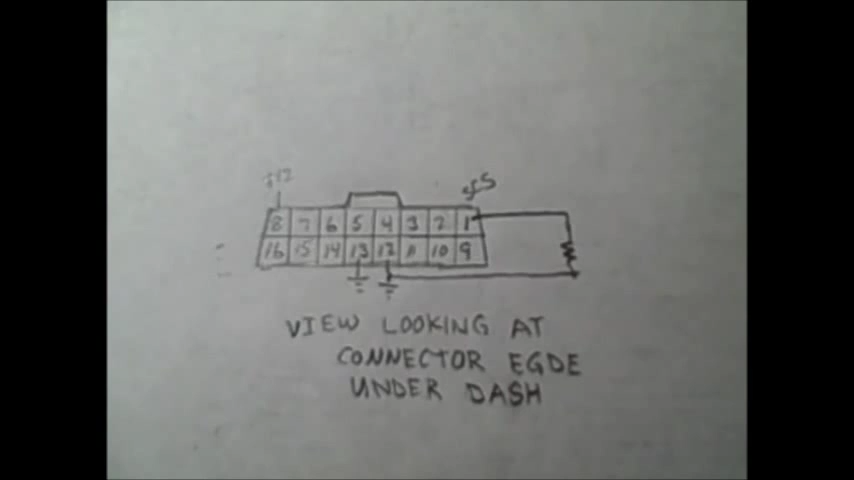 +12
8 7 6 5 4 3 2 1
16 15 14 13 12 11 10 9
VIEW LOOKING AT
CONNECTOR EGDE
UNDER DASH